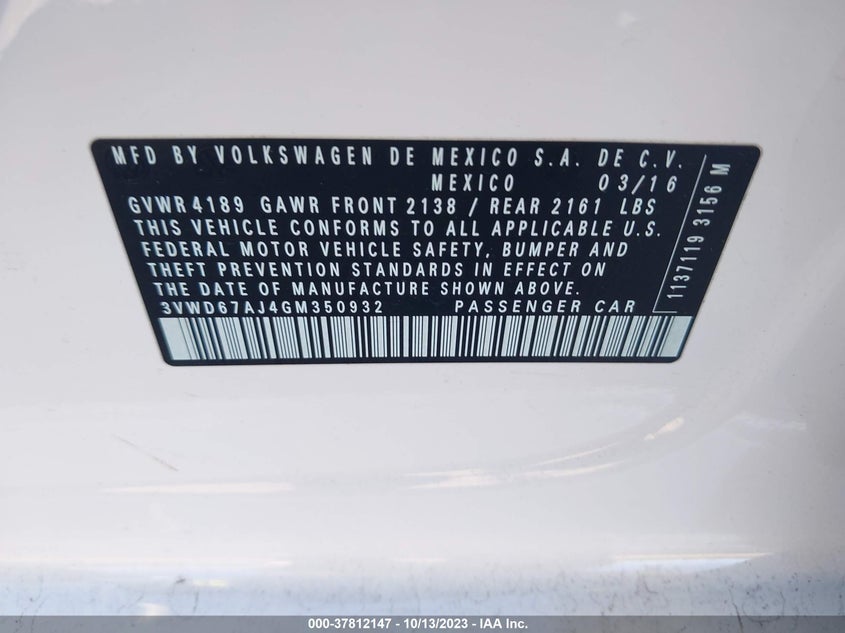 MFD BY VOLKSWAGEN DE MEXICO S.A. DE C.V.
MEXICO 03/16
GVWR 4189 GAWR FRONT 2138 / REAR 2161 LBS
THIS VEHICLE CONFORMS TO ALL APPLICABLE U.S.
FEDERAL MOTOR VEHICLE SAFETY, BUMPER AND
THEFT PREVENTION STANDARDS IN EFFECT ON
THE DATE OF MANUFACTURE SHOWN ABOVE.
3VWD67AJ4GM350932 PASSENGER CAR
1137119 3156 M
000-37812147 - 10/13/2023 - © IAA Inc.